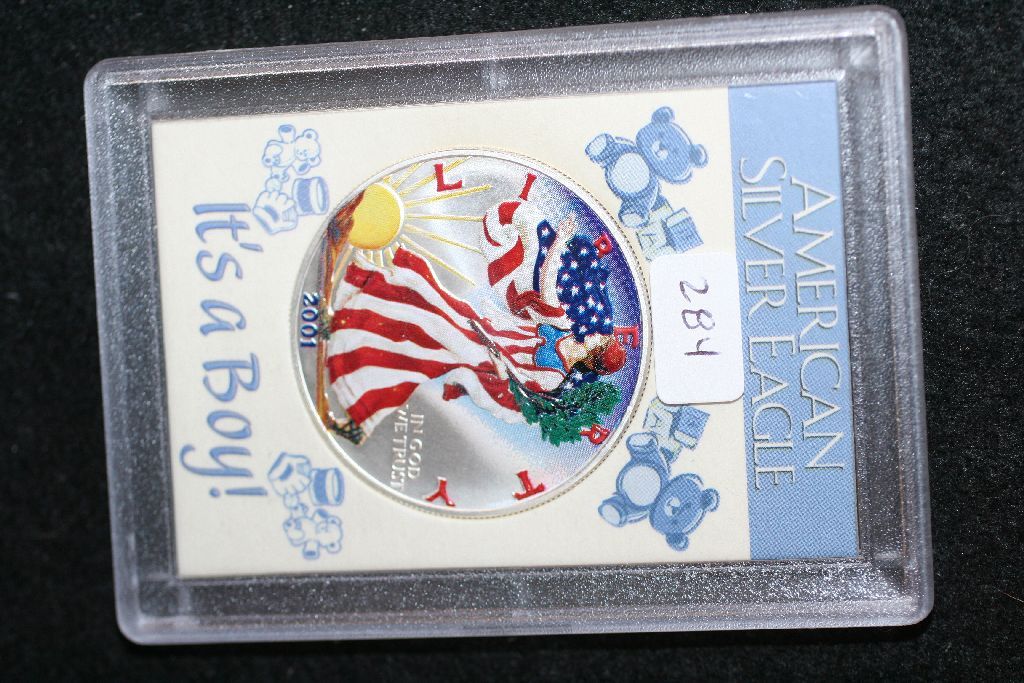 AMERICAN
SILVER EAGLE
284
LIBERTY
IN GOD
WE TRUST
2001
It's a Boy!